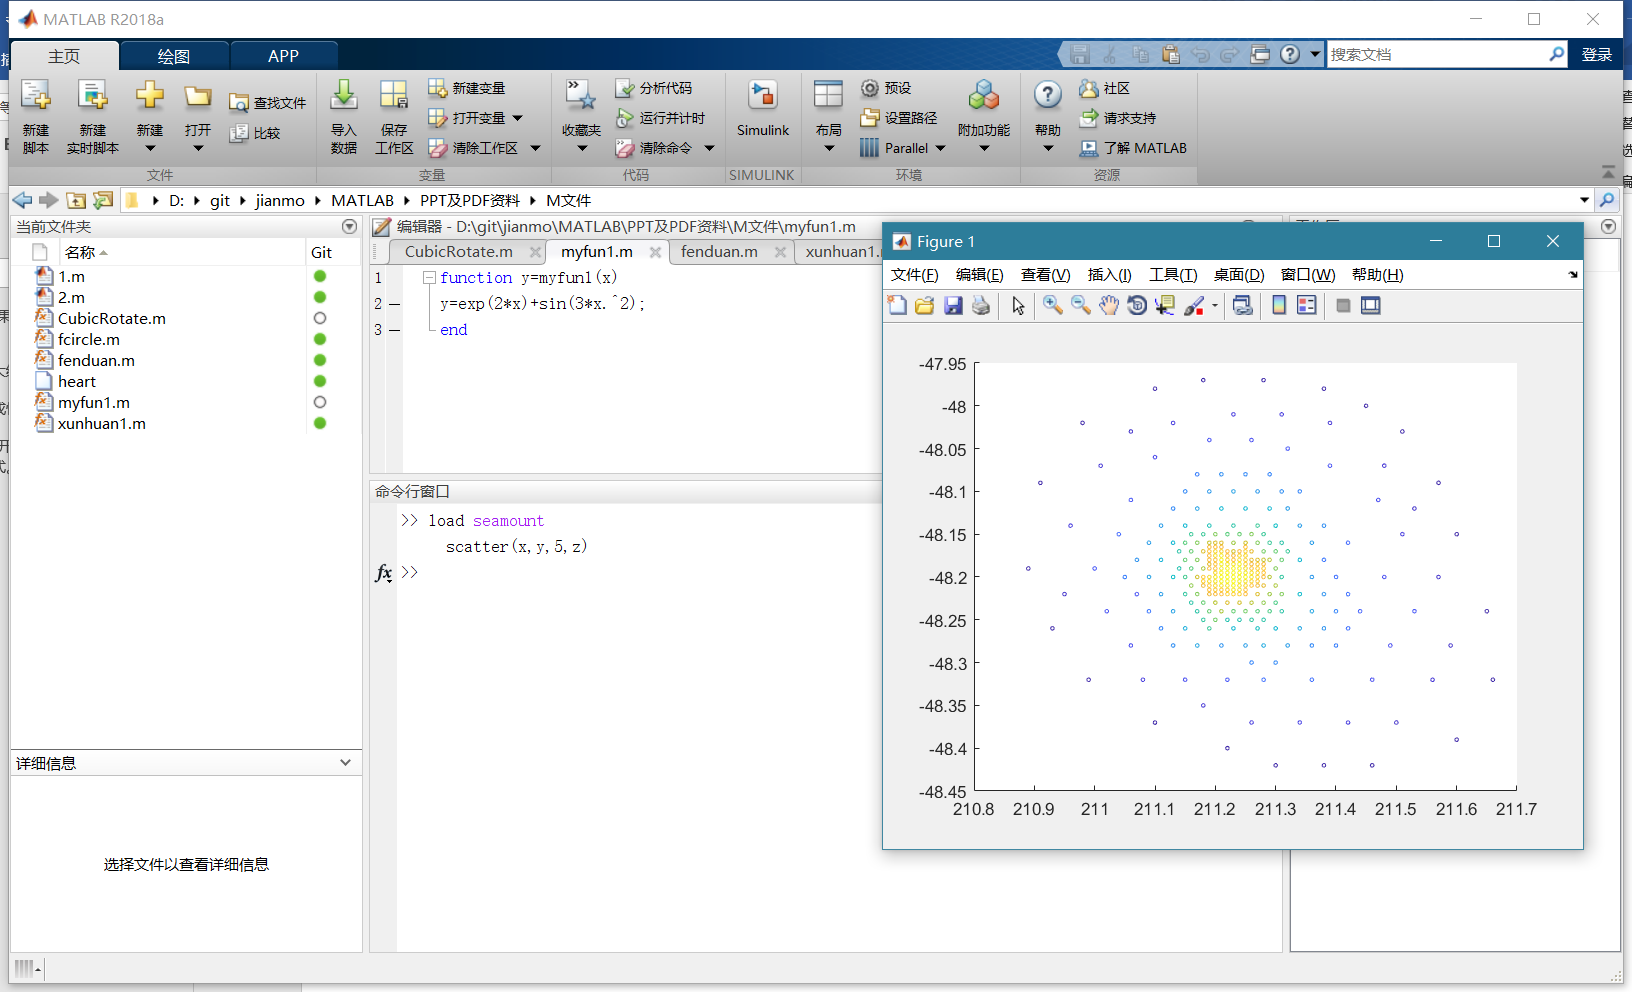 MATLAB R2018a
主页 绘图 APP
搜索文档 登录
新建脚本 新建实时脚本 新建 打开 查找文件 比较
导入数据 保存工作区 新建变量 打开变量 清除工作区
收藏夹 分析代码 运行并计时 清除命令
Simulink
布局 预设 设置路径 Parallel 附加功能
帮助 社区 请求支持 了解 MATLAB
文件 变量 代码 SIMULINK 环境 资源
D: git jianmo MATLAB PPT及PDF资料 M文件
当前文件夹
名称 Git
1.m
2.m
CubicRotate.m
fcircle.m
fenduan.m
heart
myfun1.m
xunhuan1.m
详细信息
选择文件以查看详细信息
编辑器 - D:\git\jianmo\MATLAB\PPT及PDF资料\M文件\myfun1.m
CubicRotate.m myfun1.m fenduan.m xunhuan1.
1 function y=myfun1(x)
2 y=exp(2*x)+sin(3*x.^2);
3 end
命令行窗口
>> load seamount
scatter(x,y,5,z)
fx >>
Figure 1
文件(F) 编辑(E) 查看(V) 插入(I) 工具(T) 桌面(D) 窗口(W) 帮助(H)
-47.95
-48
-48.05
-48.1
-48.15
-48.2
-48.25
-48.3
-48.35
-48.4
-48.45
210.8 210.9 211 211.1 211.2 211.3 211.4 211.5 211.6 211.7